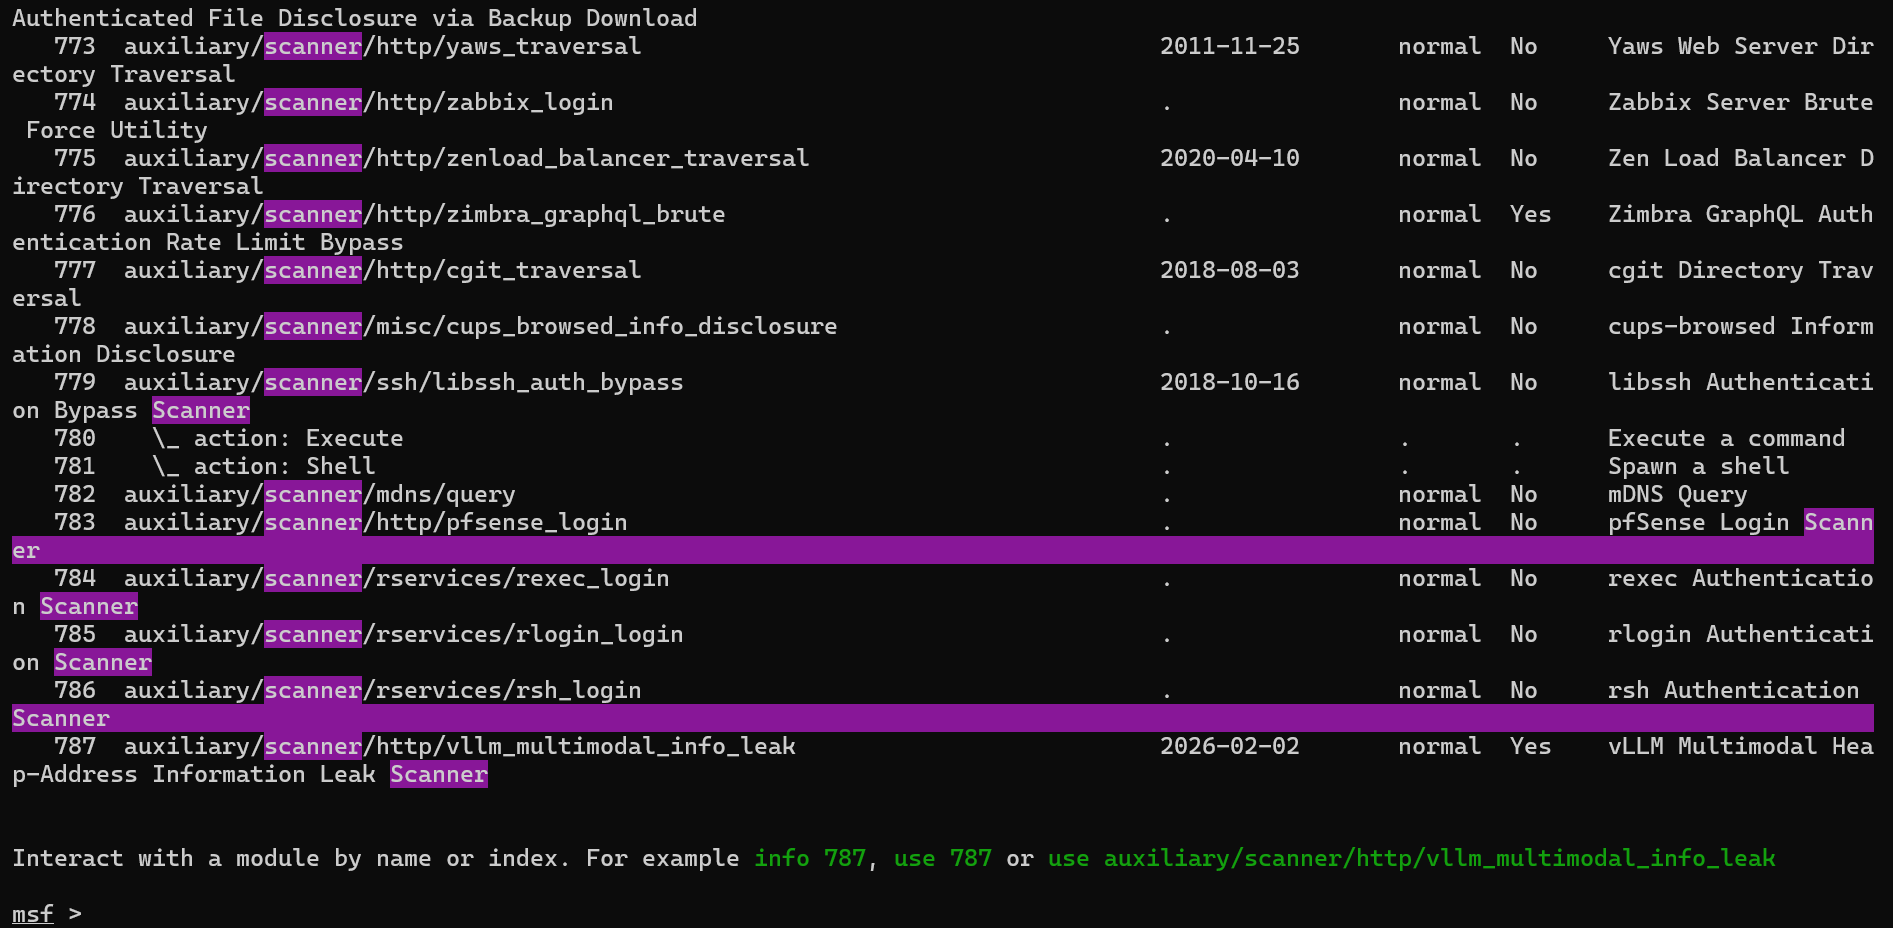 Authenticated File Disclosure via Backup Download
   773  auxiliary/scanner/http/yaws_traversal                                     2011-11-25       normal  No     Yaws Web Server Dir
ectory Traversal
   774  auxiliary/scanner/http/zabbix_login                                       .                normal  No     Zabbix Server Brute
 Force Utility
   775  auxiliary/scanner/http/zenload_balancer_traversal                         2020-04-10       normal  No     Zen Load Balancer D
irectory Traversal
   776  auxiliary/scanner/http/zimbra_graphql_brute                               .                normal  Yes    Zimbra GraphQL Auth
entication Rate Limit Bypass
   777  auxiliary/scanner/http/cgit_traversal                                     2018-08-03       normal  No     cgit Directory Trav
ersal
   778  auxiliary/scanner/misc/cups_browsed_info_disclosure                       .                normal  No     cups-browsed Inform
ation Disclosure
   779  auxiliary/scanner/ssh/libssh_auth_bypass                                  2018-10-16       normal  No     libssh Authenticati
on Bypass Scanner
   780    \_ action: Execute                                                      .                .       .      Execute a command
   781    \_ action: Shell                                                        .                .       .      Spawn a shell
   782  auxiliary/scanner/mdns/query                                              .                normal  No     mDNS Query
   783  auxiliary/scanner/http/pfsense_login                                      .                normal  No     pfSense Login Scann
er
   784  auxiliary/scanner/rservices/rexec_login                                   .                normal  No     rexec Authenticatio
n Scanner
   785  auxiliary/scanner/rservices/rlogin_login                                  .                normal  No     rlogin Authenticati
on Scanner
   786  auxiliary/scanner/rservices/rsh_login                                     .                normal  No     rsh Authentication
Scanner
   787  auxiliary/scanner/http/vllm_multimodal_info_leak                          2026-02-02       normal  Yes    vLLM Multimodal Hea
p-Address Information Leak Scanner
Interact with a module by name or index. For example info 787, use 787 or use auxiliary/scanner/http/vllm_multimodal_info_leak
msf >